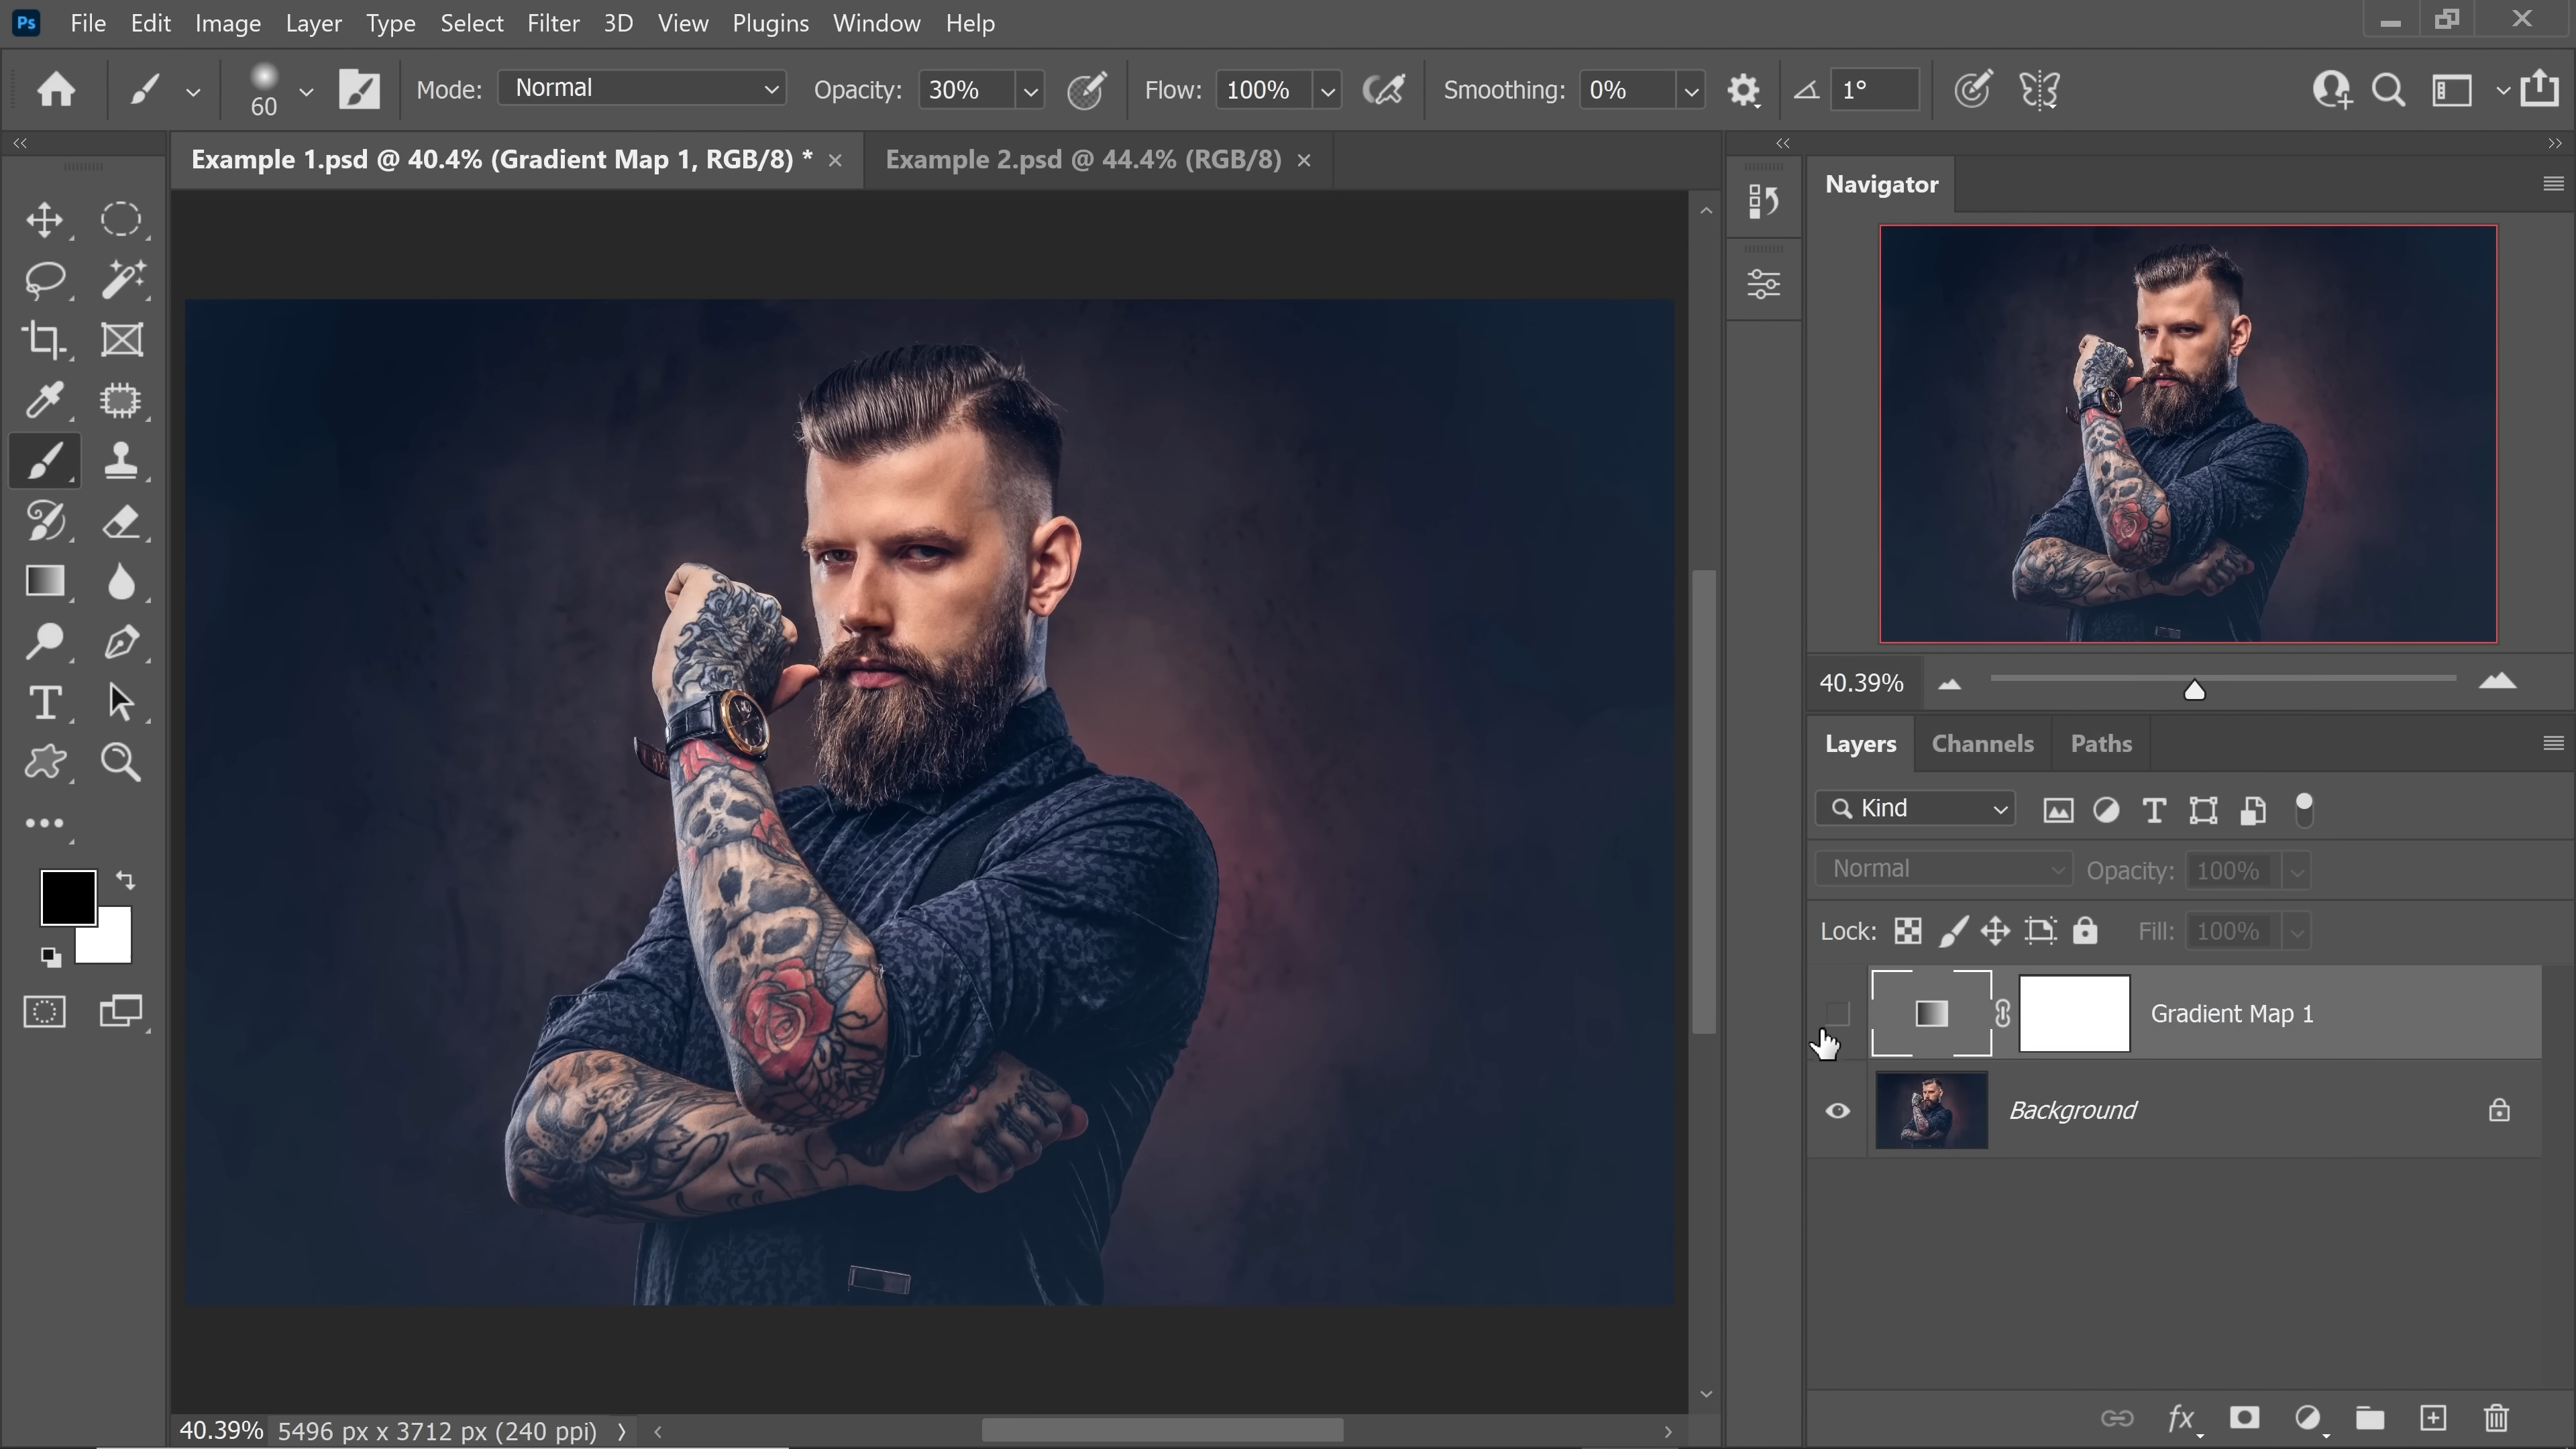 Ps File Edit Image Layer Type Select Filter 3D View Plugins Window Help
60 Mode: Normal Opacity: 30% Flow: 100% Smoothing: 0% 1°
Example 1.psd @ 40.4% (Gradient Map 1, RGB/8) * × Example 2.psd @ 44.4% (RGB/8) ×
Navigator
40.39%
Layers Channels Paths
Kind
Normal Opacity: 100%
Lock: Fill: 100%
Gradient Map 1
Background
fx
40.39% 5496 px x 3712 px (240 ppi)